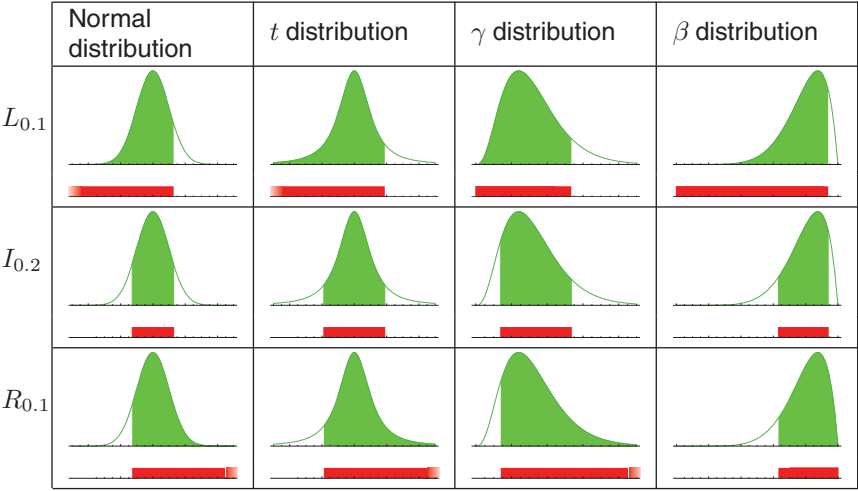 Normal distribution
t distribution
γ distribution
β distribution
L0.1
I0.2
R0.1